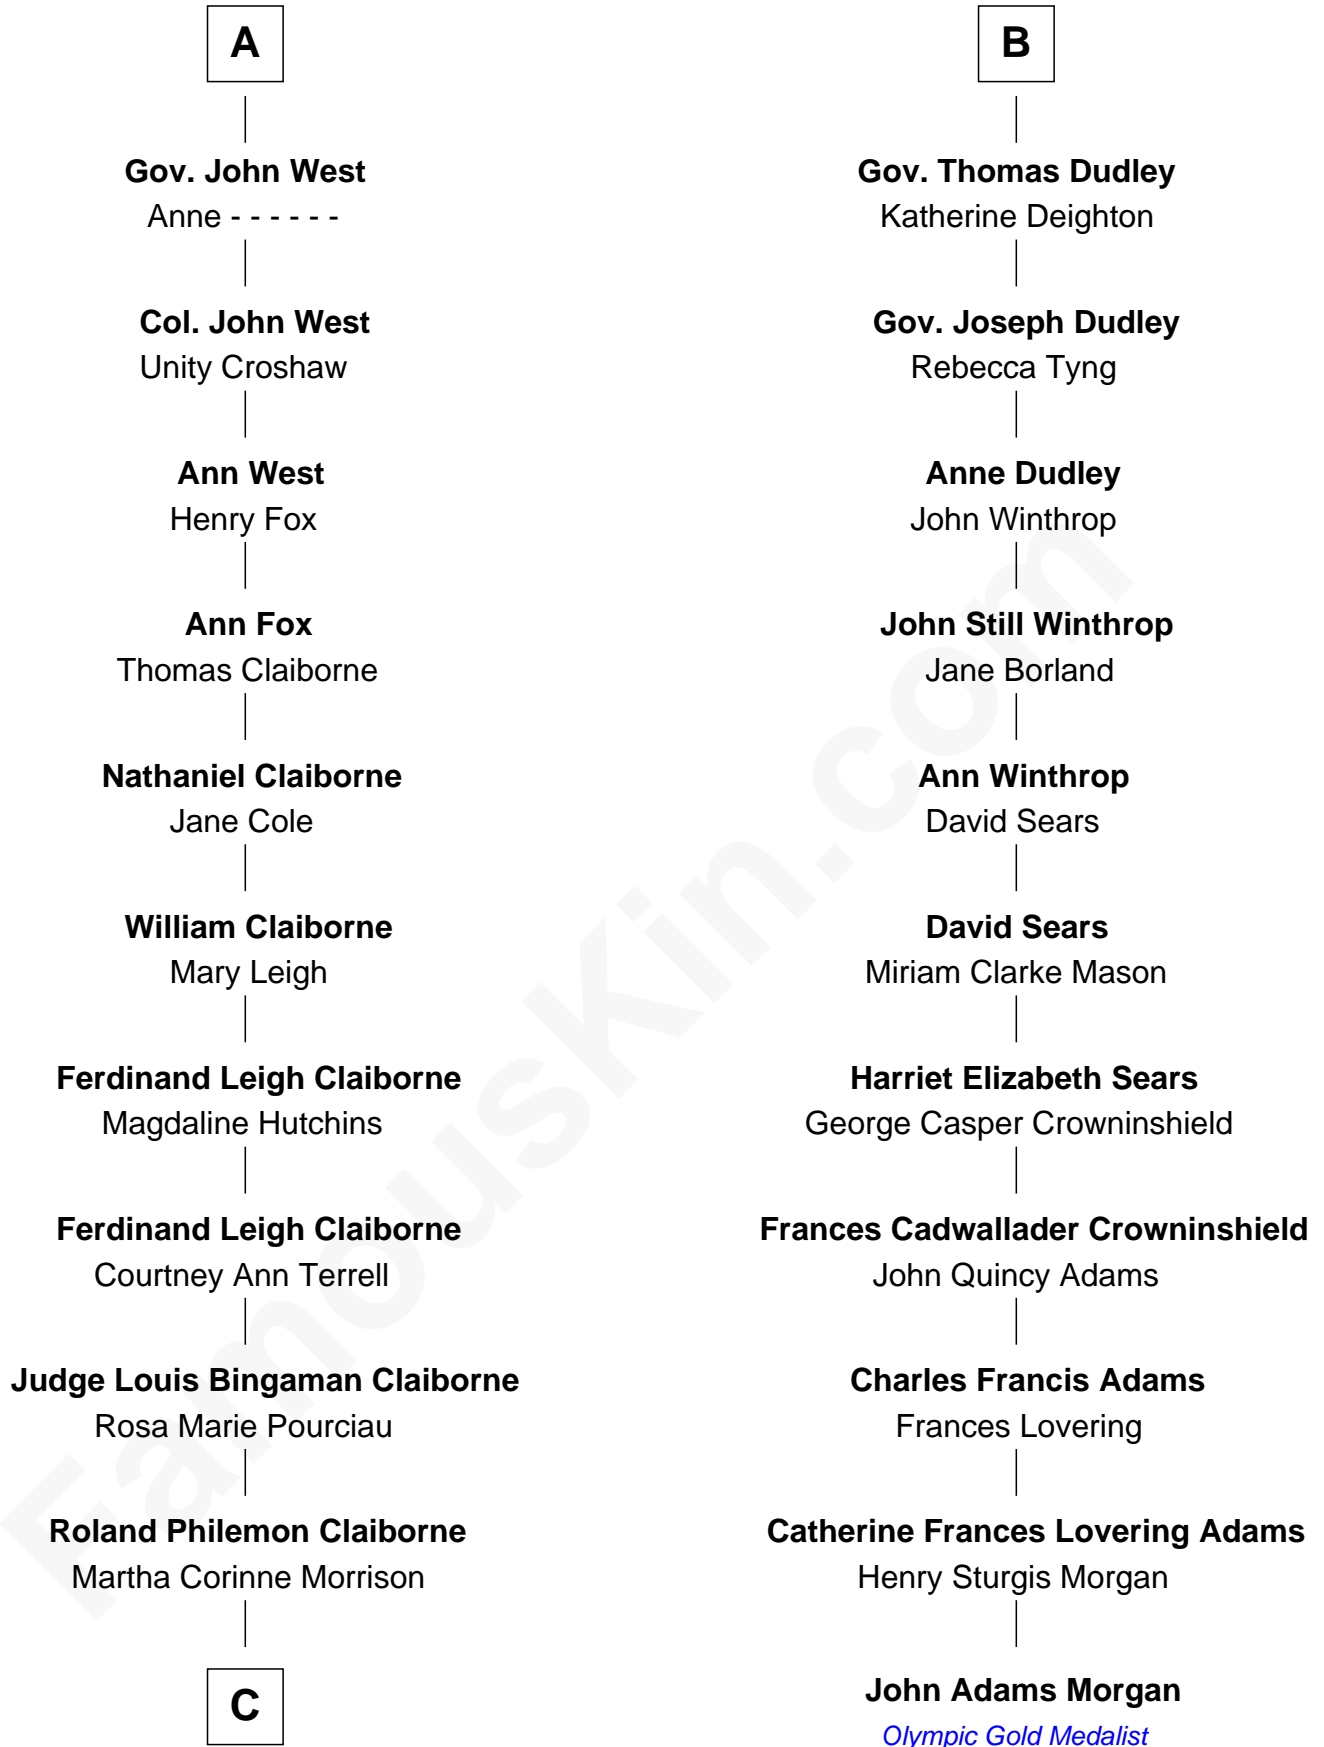 A
Gov. John West
Anne - - - - - -
Col. John West
Unity Croshaw
Ann West
Henry Fox
Ann Fox
Thomas Claiborne
Nathaniel Claiborne
Jane Cole
William Claiborne
Mary Leigh
Ferdinand Leigh Claiborne
Magdaline Hutchins
Ferdinand Leigh Claiborne
Courtney Ann Terrell
Judge Louis Bingaman Claiborne
Rosa Marie Pourciau
Roland Philemon Claiborne
Martha Corinne Morrison
C
B
Gov. Thomas Dudley
Katherine Deighton
Gov. Joseph Dudley
Rebecca Tyng
Anne Dudley
John Winthrop
John Still Winthrop
Jane Borland
Ann Winthrop
David Sears
David Sears
Miriam Clarke Mason
Harriet Elizabeth Sears
George Casper Crowninshield
Frances Cadwallader Crowninshield
John Quincy Adams
Charles Francis Adams
Frances Lovering
Catherine Frances Lovering Adams
Henry Sturgis Morgan
John Adams Morgan
Olympic Gold Medalist
FamousKin.com